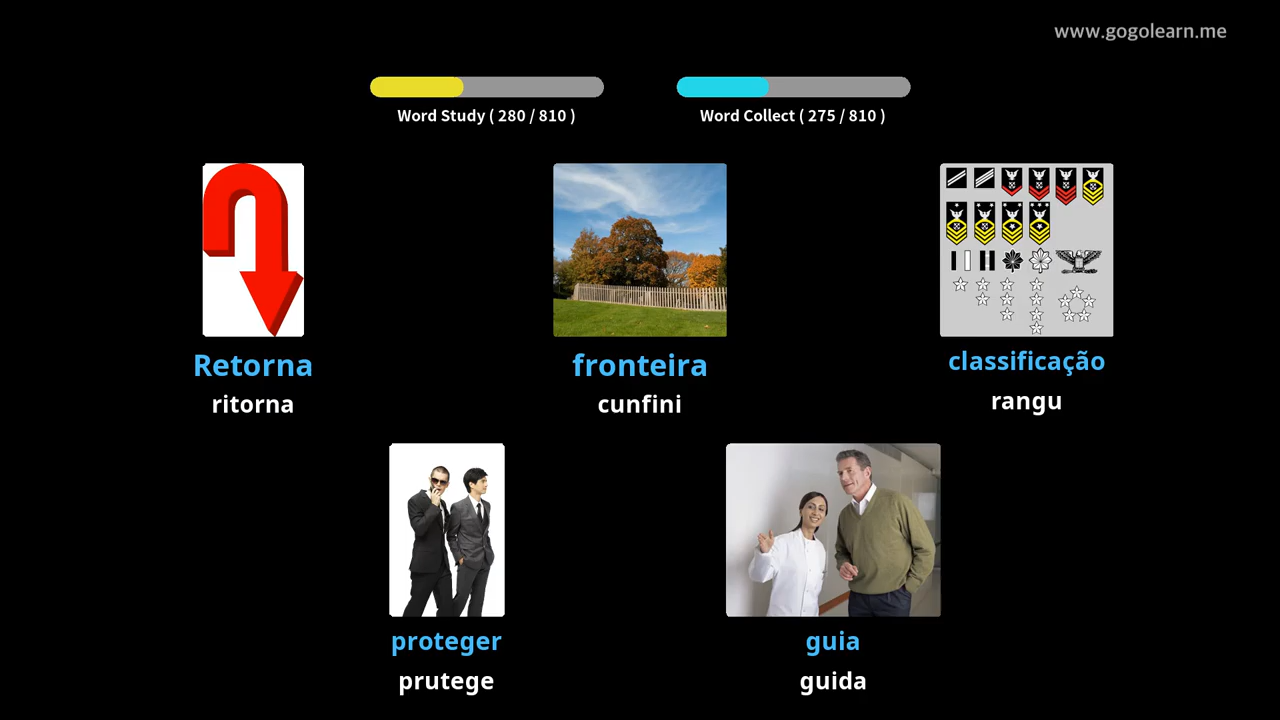 www.gogolearn.me
Word Study ( 280 / 810 )
Word Collect ( 275 / 810 )
Retorna
ritorna
fronteira
cunfini
classificação
rangu
proteger
prutege
guia
guida